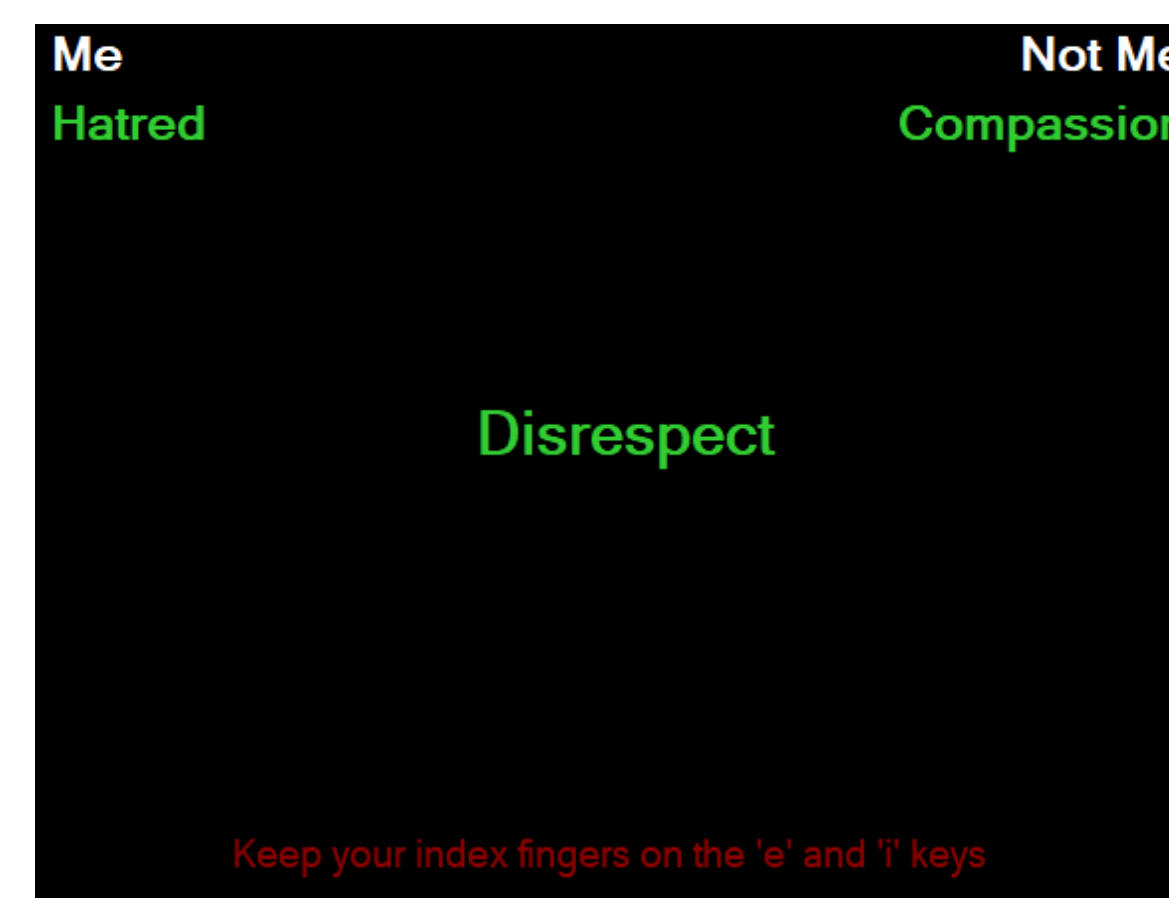 Me Not Me
Hatred Compassion
Disrespect
Keep your index fingers on the 'e' and 'i' keys